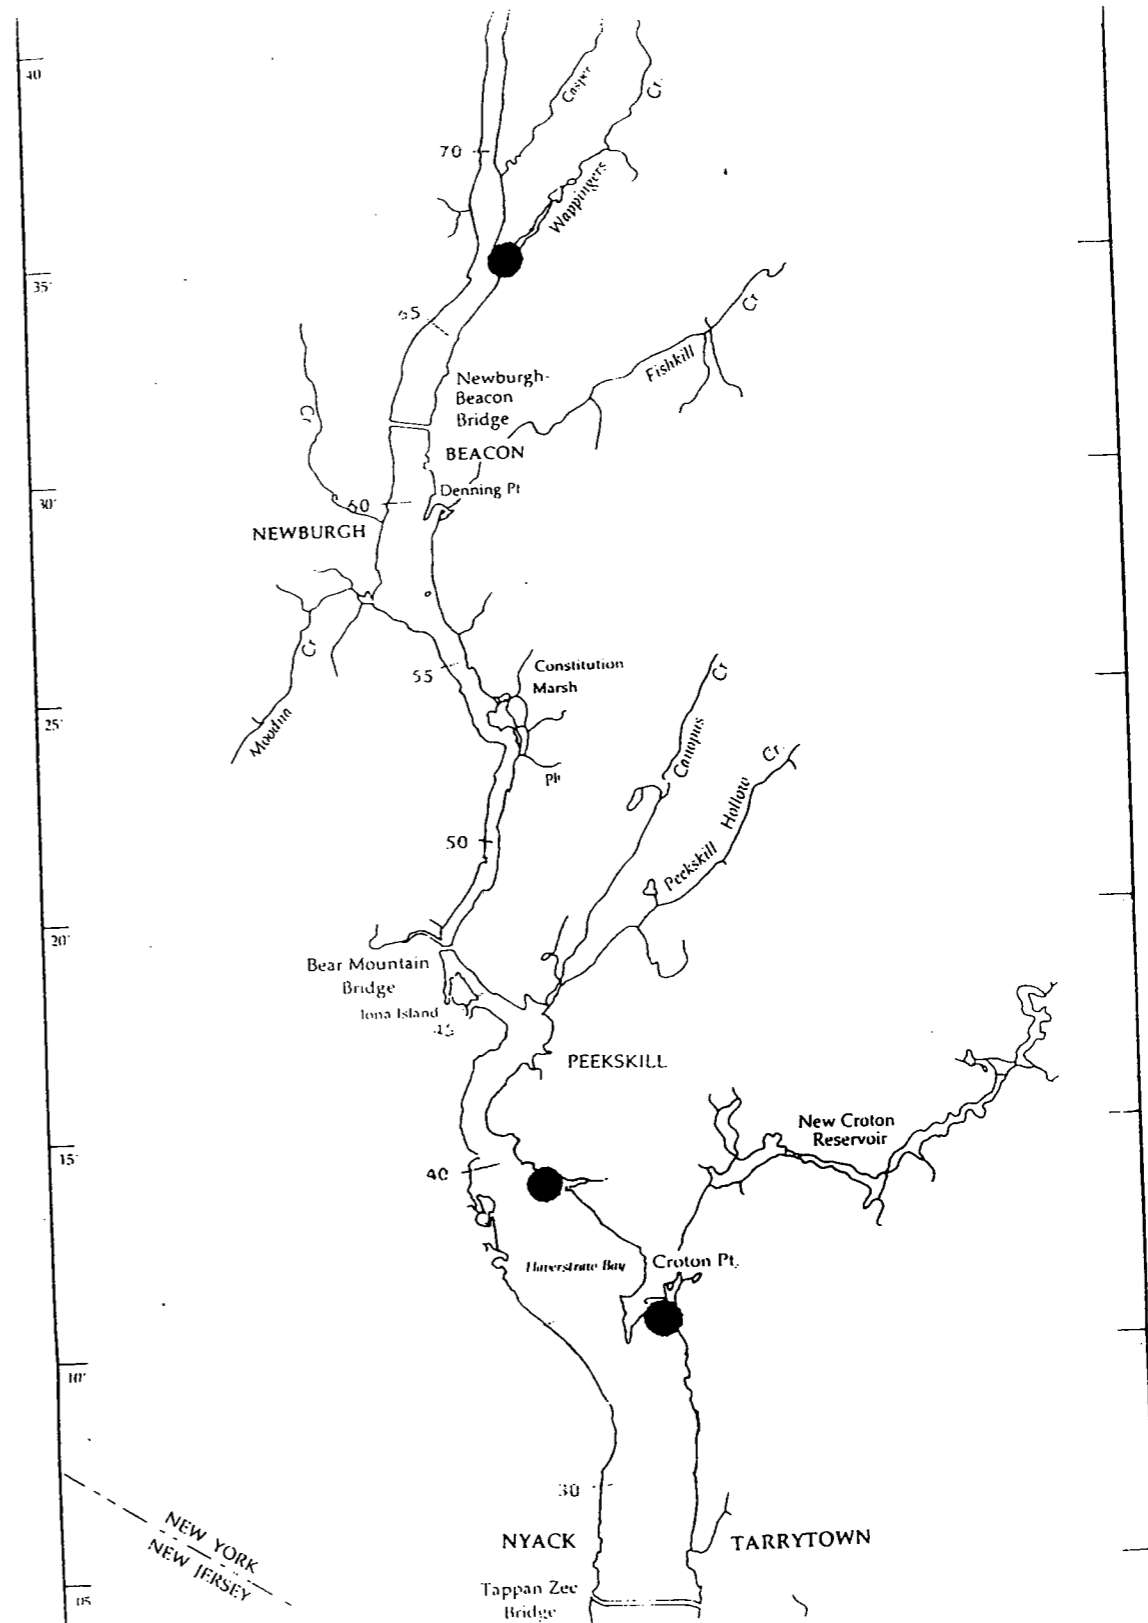 40'
Casper
Cr.
70
Wappingers
35'
65
Cr
Fishkill
Newburgh-
Beacon
Bridge
Cr
BEACON
Denning Pt
30'
60
NEWBURGH
Cr
55
Constitution
Marsh
Cr
25'
Moodna
Canopus
Cr.
Hollow
Peekskill
50
20'
Bear Mountain
Bridge
Iona Island
45
PEEKSKILL
New Croton
Reservoir
15'
40
Haverstraw Bay
Croton Pt.
10'
30
NEW YORK
NEW JERSEY
NYACK
TARRYTOWN
Tappan Zee
Bridge
05